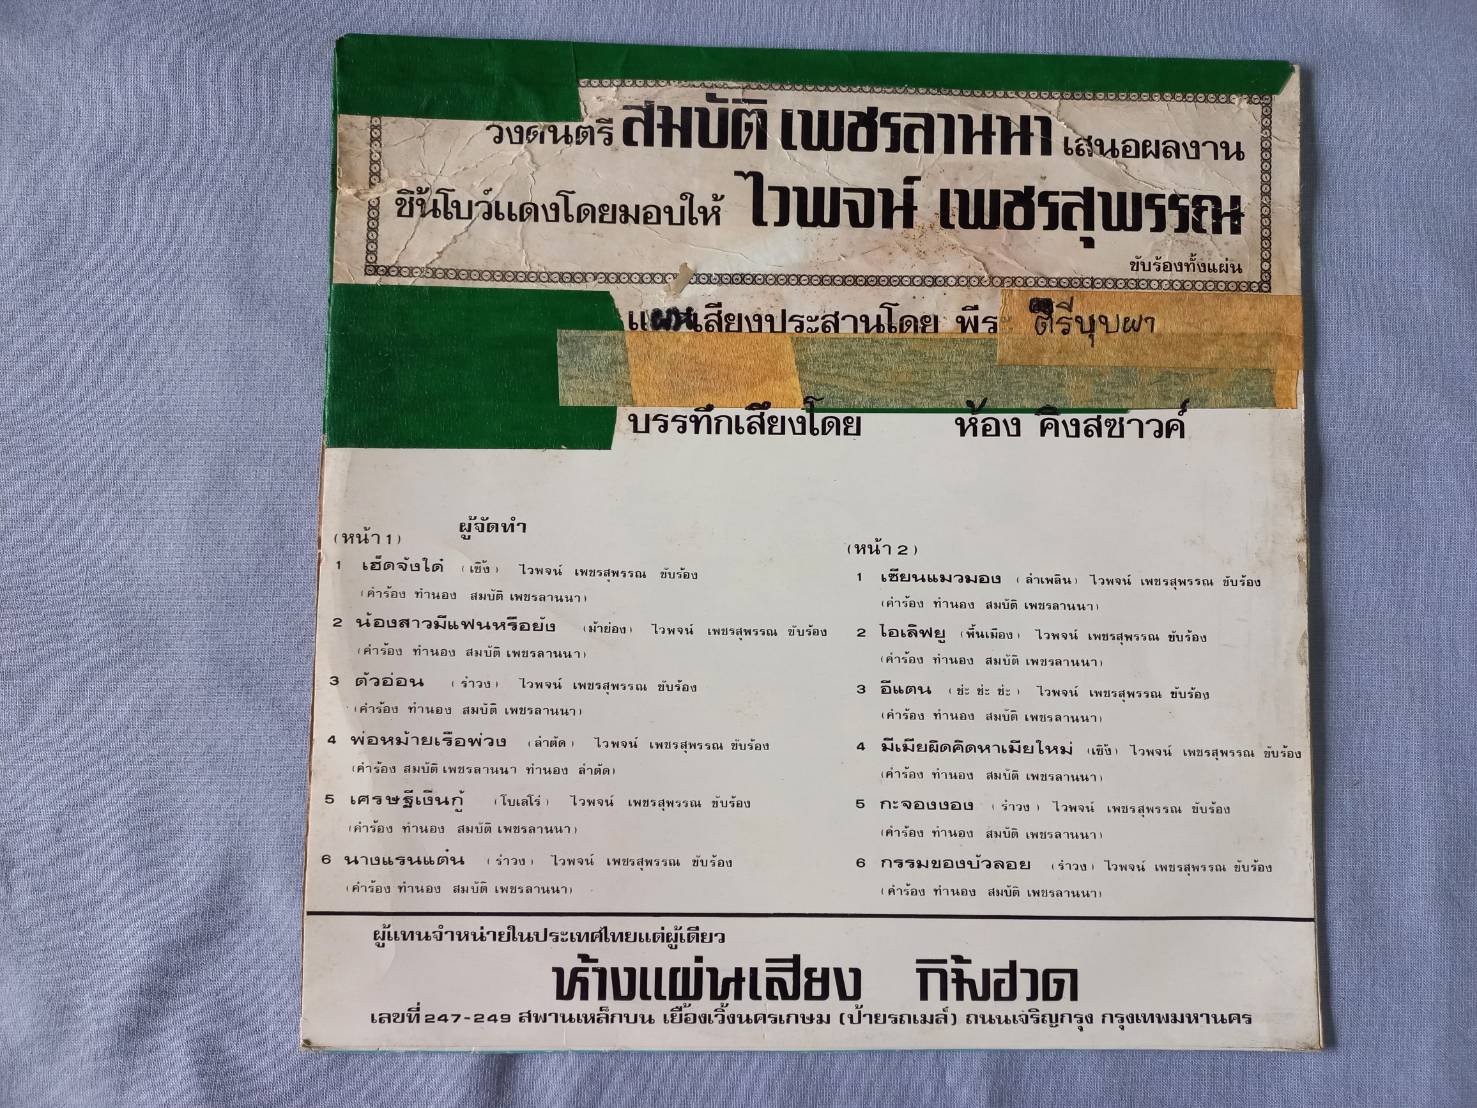 วงดนตรี สมบัติ เพชรลานนา เสนอผลงาน
ชิ้นโบว์แดงโดยมอบให้ ไวพจน์ เพชรสุพรรณ
ขับร้องทั้งแผ่น
แผ่นเสียงประสานโดย พีระ ตรีบุบผา
บรรทึกเสียงโดย ห้อง คิงสซาวค์
ผู้จัดทำ
(หน้า 1)
1 เฮ็ดจังใด๋ (เซิ้ง) ไวพจน์ เพชรสุพรรณ ขับร้อง
(คำร้อง ทำนอง สมบัติ เพชรลานนา)
2 น้องสาวมีแฟนหรือยัง (ม้าย่อง) ไวพจน์ เพชรสุพรรณ ขับร้อง
(คำร้อง ทำนอง สมบัติ เพชรลานนา)
3 ตัวอ่อน (รำวง) ไวพจน์ เพชรสุพรรณ ขับร้อง
(คำร้อง ทำนอง สมบัติ เพชรลานนา)
4 พ่อหม้ายเรือพ่วง (ลำตัด) ไวพจน์ เพชรสุพรรณ ขับร้อง
(คำร้อง สมบัติ เพชรลานนา ทำนอง ลำตัด)
5 เศรษฐีเงินกู้ (โบเลโร่) ไวพจน์ เพชรสุพรรณ ขับร้อง
(คำร้อง ทำนอง สมบัติ เพชรลานนา)
6 นางแรนแต๋น (รำวง) ไวพจน์ เพชรสุพรรณ ขับร้อง
(คำร้อง ทำนอง สมบัติ เพชรลานนา)
(หน้า 2)
1 เซียนแมวมอง (ลำเพลิน) ไวพจน์ เพชรสุพรรณ ขับร้อง
(คำร้อง ทำนอง สมบัติ เพชรลานนา)
2 ไอเลิฟยู (พื้นเมือง) ไวพจน์ เพชรสุพรรณ ขับร้อง
(คำร้อง ทำนอง สมบัติ เพชรลานนา)
3 อีแตน (ช่ะ ช่ะ ช่ะ) ไวพจน์ เพชรสุพรรณ ขับร้อง
(คำร้อง ทำนอง สมบัติ เพชรลานนา)
4 มีเมียผิดคิดหาเมียใหม่ (เซิ้ง) ไวพจน์ เพชรสุพรรณ ขับร้อง
(คำร้อง ทำนอง สมบัติ เพชรลานนา)
5 กะจองงอง (รำวง) ไวพจน์ เพชรสุพรรณ ขับร้อง
(คำร้อง ทำนอง สมบัติ เพชรลานนา)
6 กรรมของบัวลอย (รำวง) ไวพจน์ เพชรสุพรรณ ขับร้อง
(คำร้อง ทำนอง สมบัติ เพชรลานนา)
ผู้แทนจำหน่ายในประเทศไทยแต่ผู้เดียว
ห้างแผ่นเสียง กิมฮวด
เลขที่ 247-249 สพานเหล็กบน เยื้องเวิ้งนครเกษม (ป้ายรถเมล์) ถนนเจริญกรุง กรุงเทพมหานคร